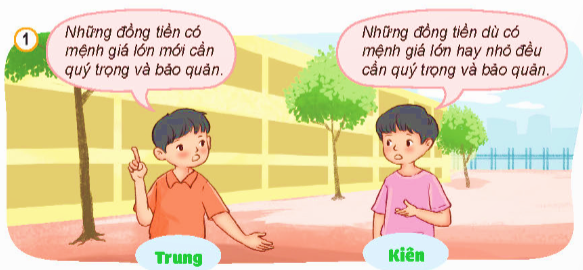 1
Những đồng tiền có
mệnh giá lớn mới cần
quý trọng và bảo quản.
Những đồng tiền dù có
mệnh giá lớn hay nhỏ đều
cần quý trọng và bảo quản.
Trung
Kiên